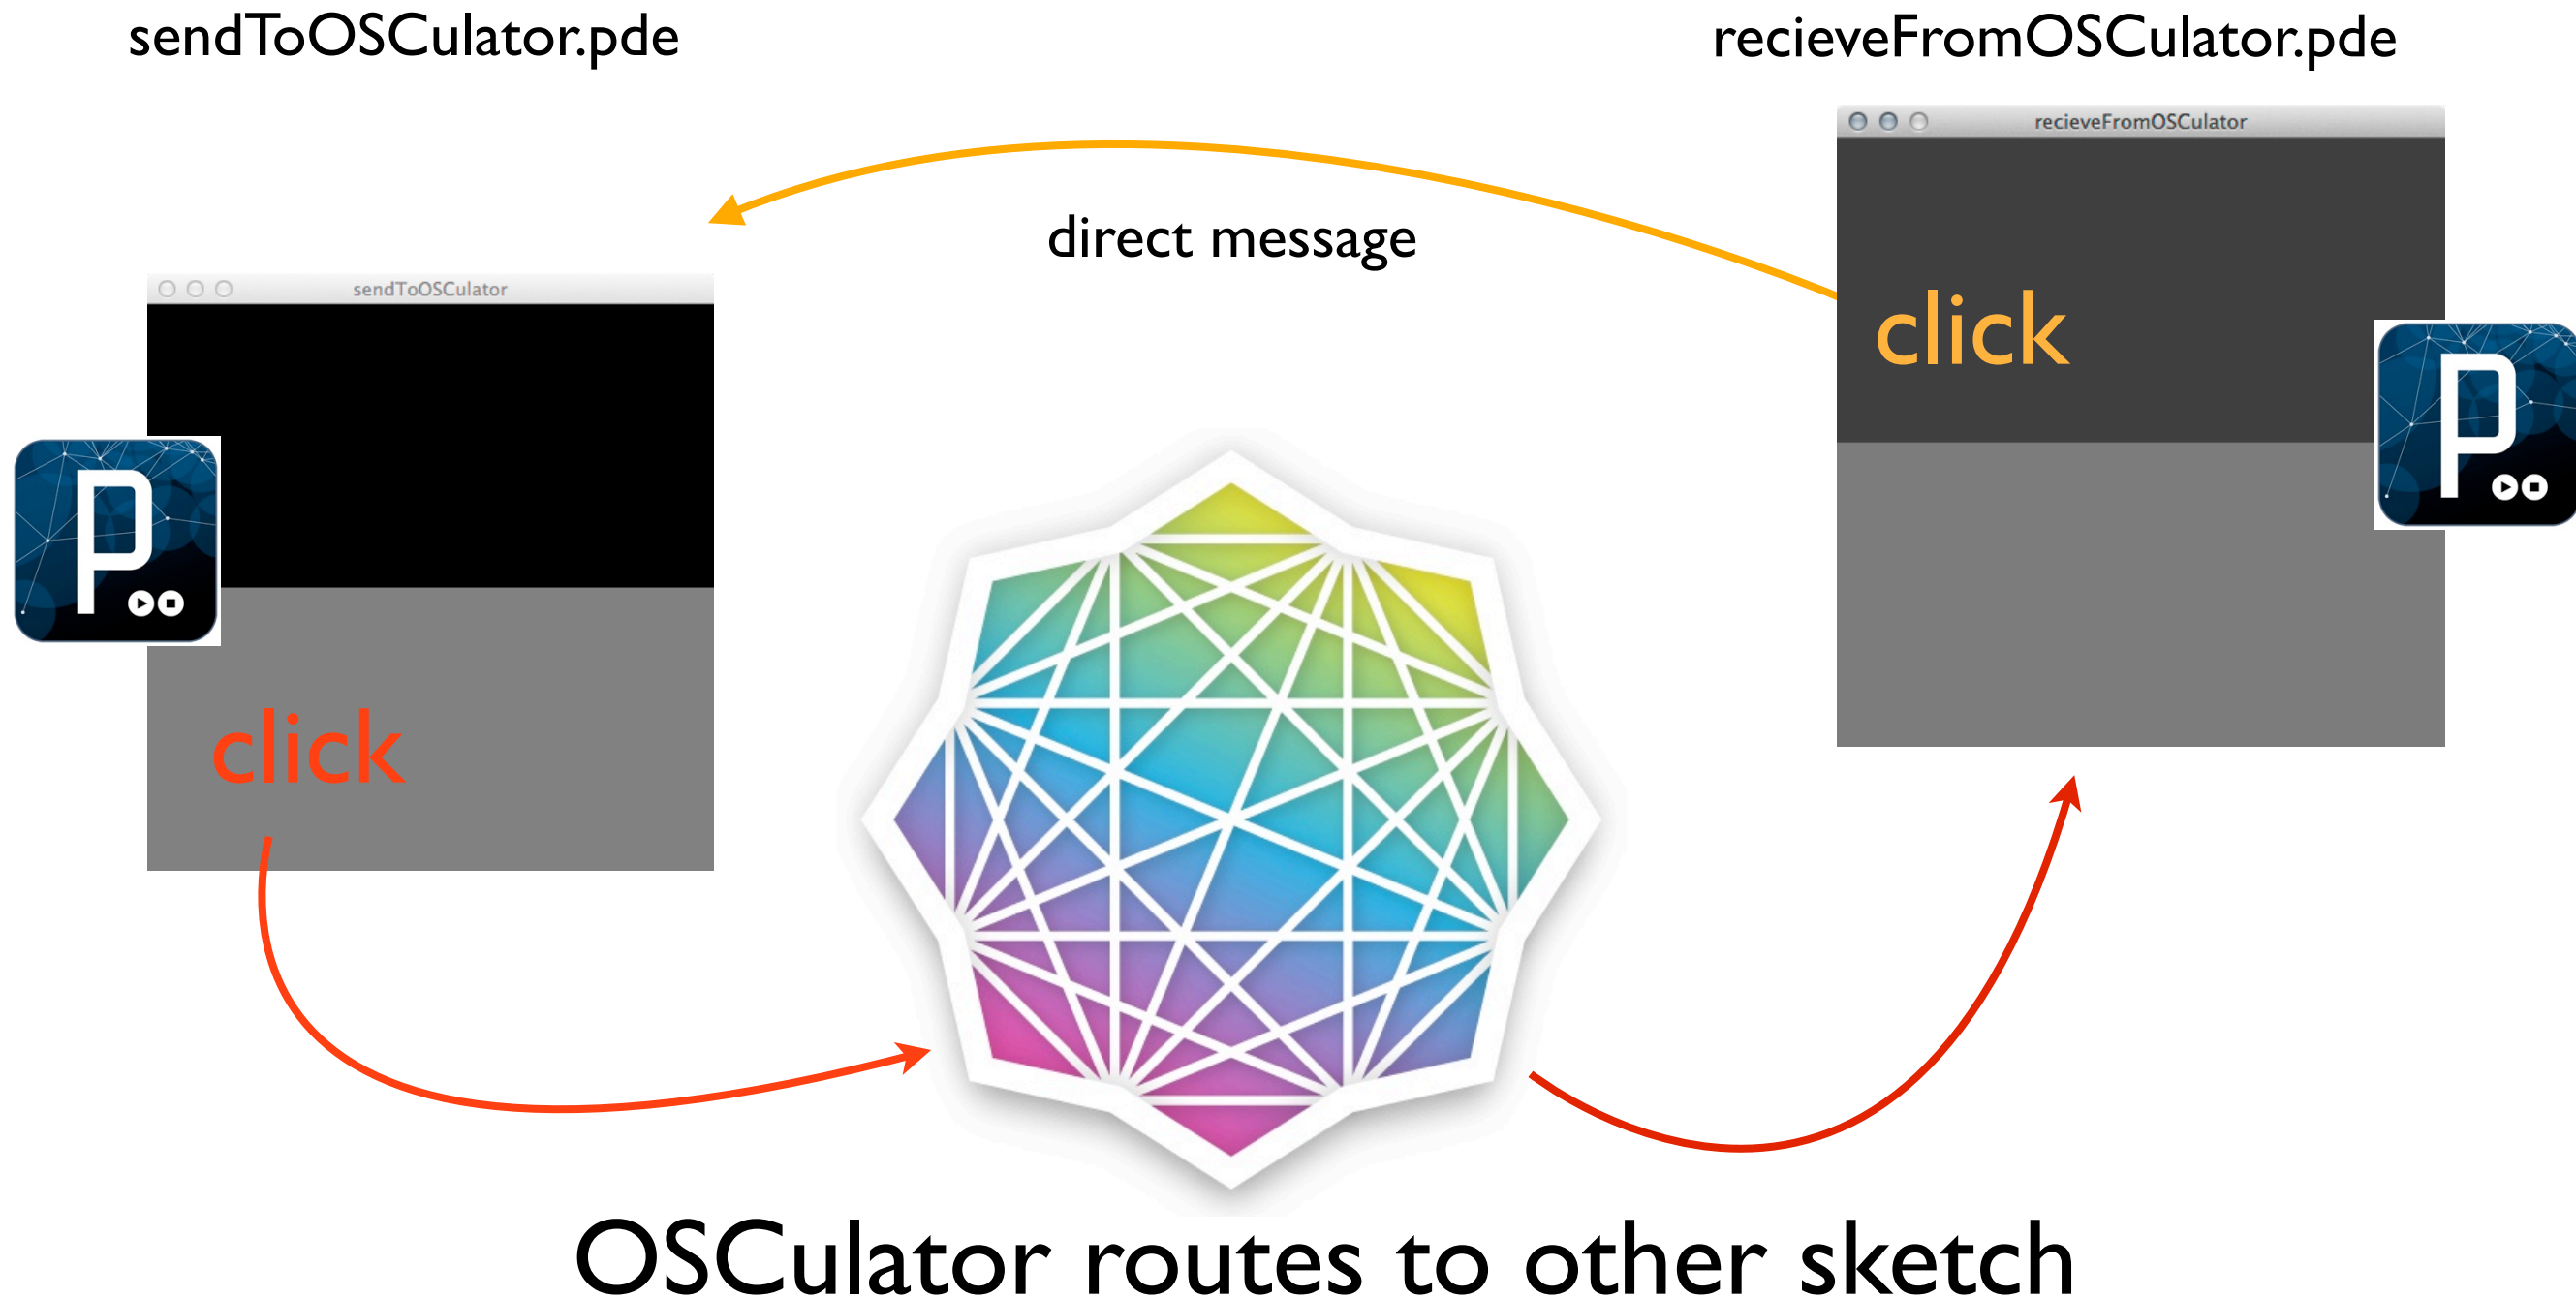 sendToOSCulator.pde
recieveFromOSCulator.pde
recieveFromOSCulator
direct message
sendToOSCulator
click
P
P
click
OSCulator routes to other sketch